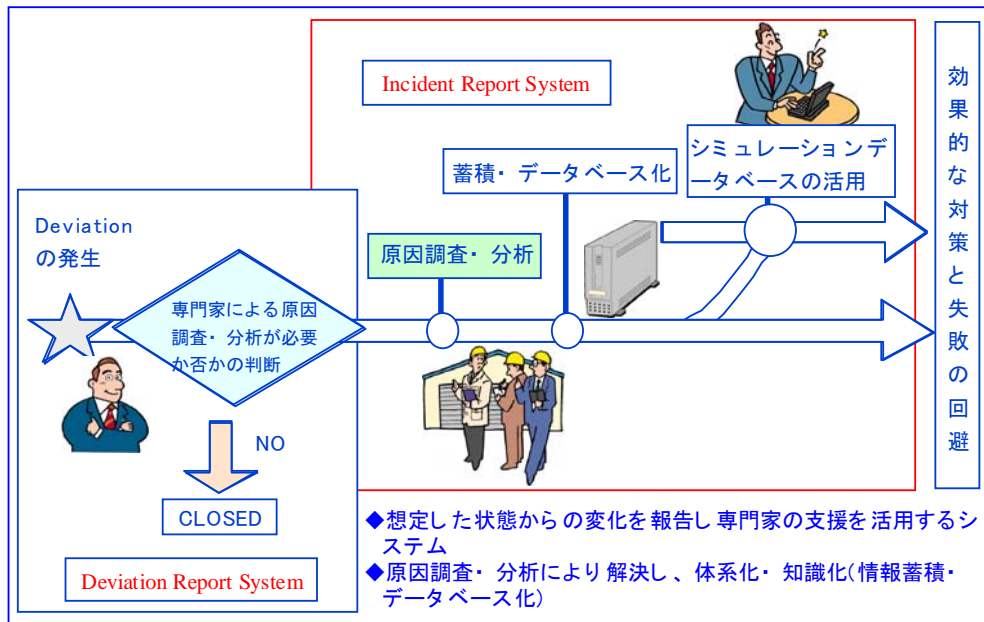 Incident Report System
シミュレーションデ
ータベースの活用
蓄積・データベース化
Deviation
の発生
原因調査・分析
専門家による原因
調査・分析が必要
か否かの判断
NO
CLOSED
Deviation Report System
効果的な対策と失敗の回避
◆想定した状態からの変化を報告し専門家の支援を活用するシ
ステム
◆原因調査・分析により解決し、体系化・知識化(情報蓄積・
データベース化)